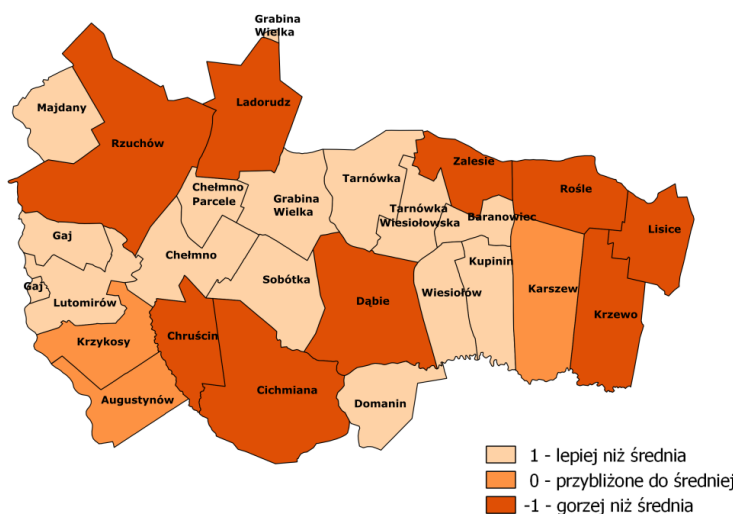 Grabina
Wielka
Majdany
Ladorudz
Rzuchów
Zalesie
Chełmno
Parcele
Grabina
Wielka
Tarnówka
Rośle
Tarnówka
Wiesiołowska
Baranowiec
Lisice
Gaj
Chełmno
Sobótka
Kupinin
Gaj
Lutomirów
Dąbie
Wiesiołów
Karszew
Krzewo
Krzykosy
Chruścin
Augustynów
Cichmiana
Domanin
1 - lepiej niż średnia
0 - przybliżone do średniej
-1 - gorzej niż średnia